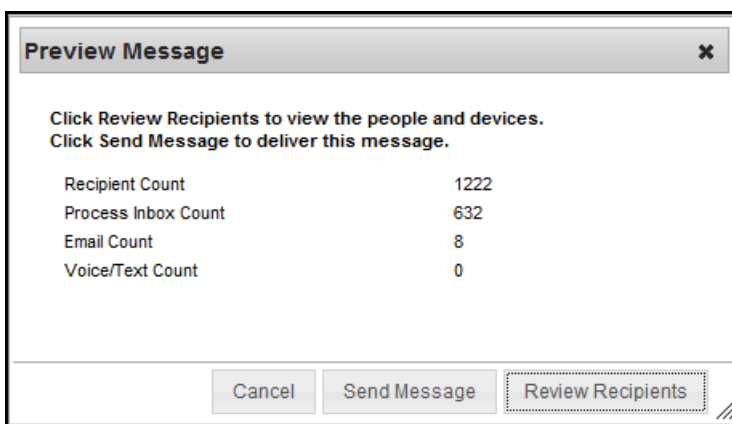 Preview Message
Click Review Recipients to view the people and devices.
Click Send Message to deliver this message.
Recipient Count 1222
Process Inbox Count 632
Email Count 8
Voice/Text Count 0
Cancel Send Message Review Recipients